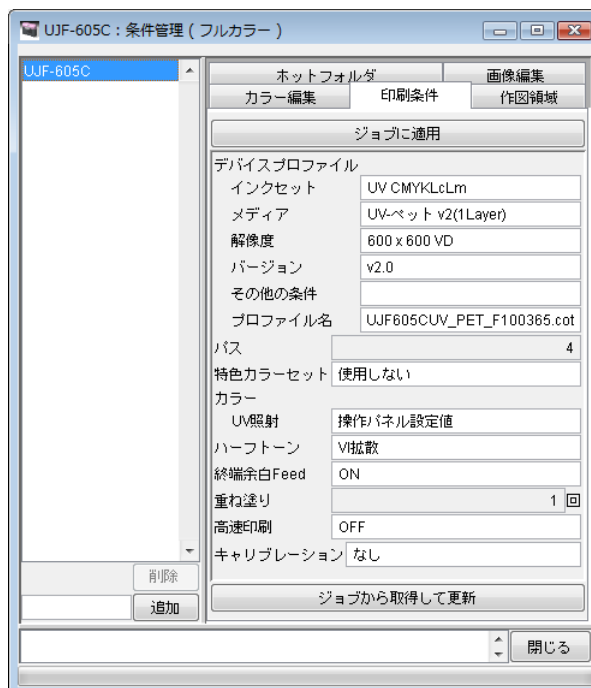 UJF-605C : 条件管理 ( フルカラー )
UJF-605C
ホットフォルダ 画像編集
カラー編集 印刷条件 作図領域
ジョブに適用
デバイスプロファイル
インクセット UV CMYKLcLm
メディア UV-ペット v2(1Layer)
解像度 600 x 600 VD
バージョン v2.0
その他の条件
プロファイル名 UJF605CUV_PET_F100365.cot
パス 4
特色カラーセット 使用しない
カラー
UV照射 操作パネル設定値
ハーフトーン VI拡散
終端余白Feed ON
重ね塗り 1 回
高速印刷 OFF
キャリブレーション なし
削除
追加
ジョブから取得して更新
閉じる